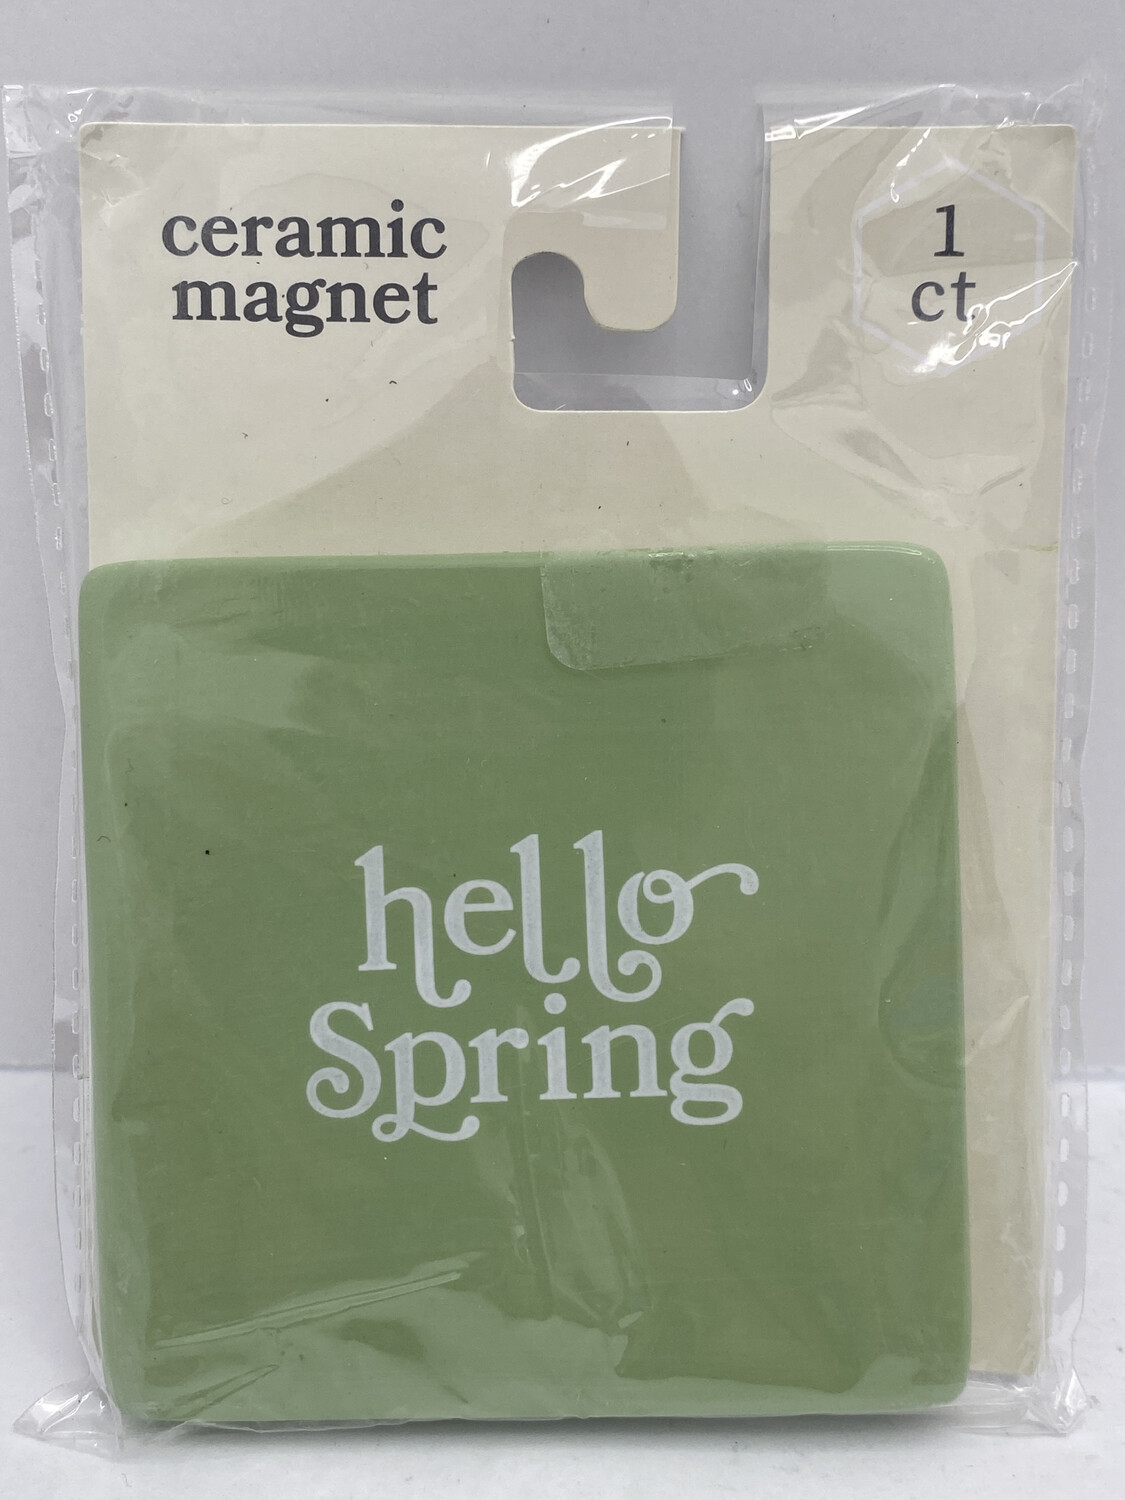 ceramic
magnet
1
ct.
hello
Spring